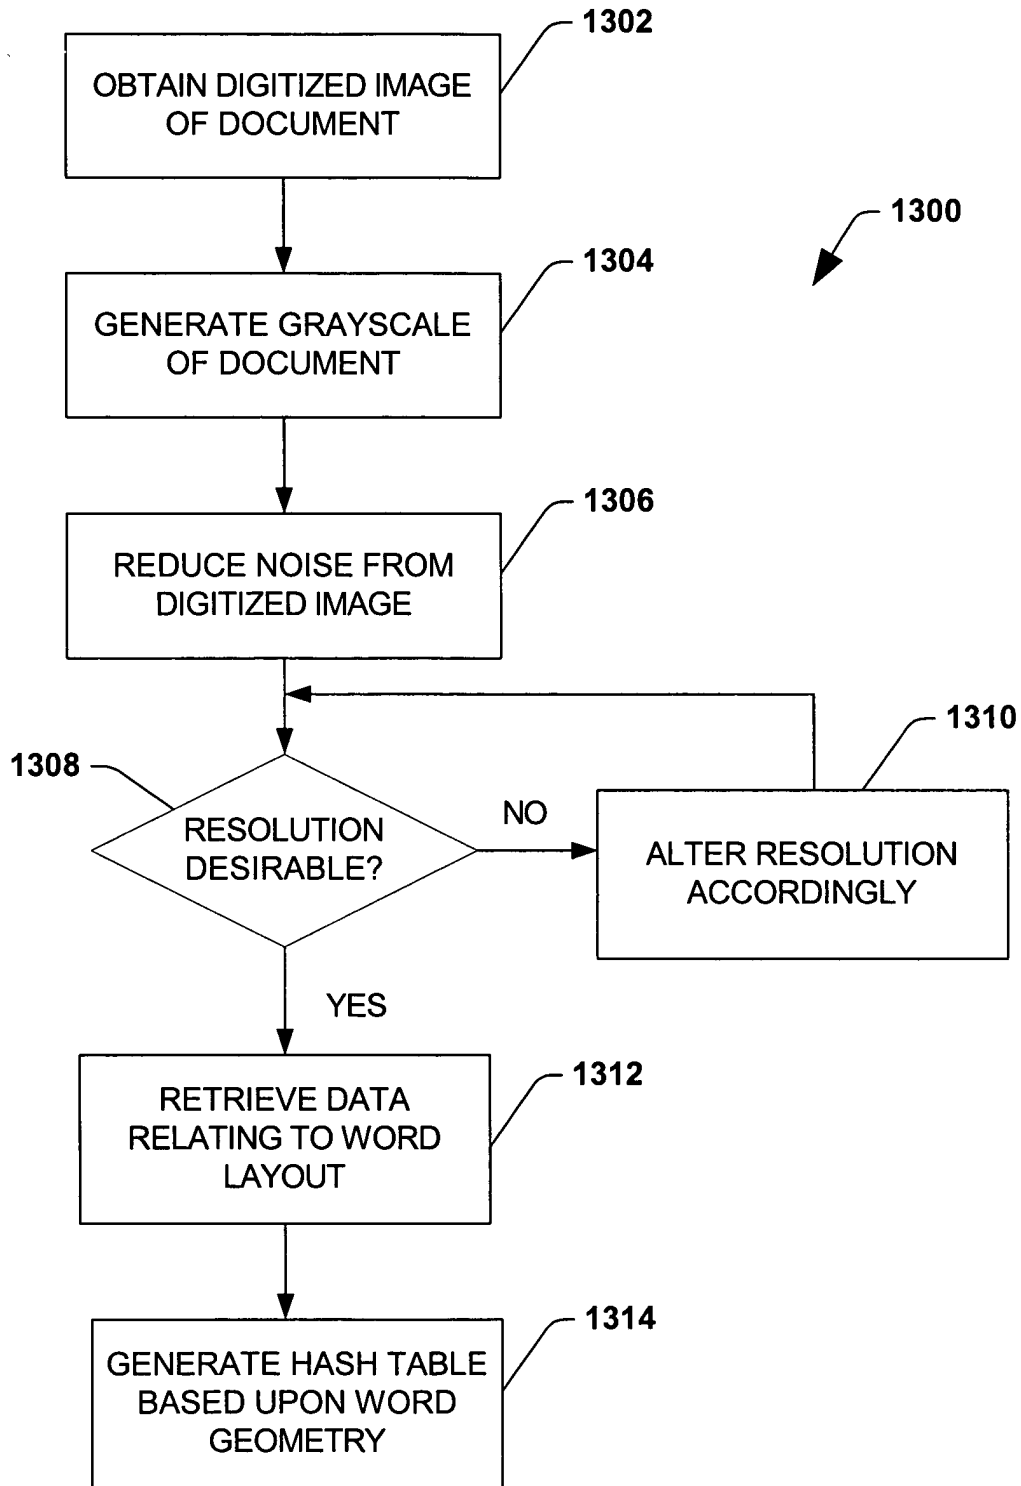 1302
OBTAIN DIGITIZED IMAGE
OF DOCUMENT
1300
1304
GENERATE GRAYSCALE
OF DOCUMENT
1306
REDUCE NOISE FROM
DIGITIZED IMAGE
1310
1308
RESOLUTION
DESIRABLE?
NO
ALTER RESOLUTION
ACCORDINGLY
YES
1312
RETRIEVE DATA
RELATING TO WORD
LAYOUT
1314
GENERATE HASH TABLE
BASED UPON WORD
GEOMETRY